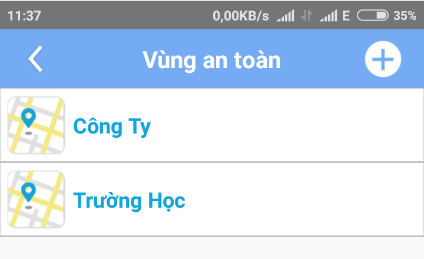 11:37 0,00KB/s E 35%
Vùng an toàn
Công Ty
Trường Học